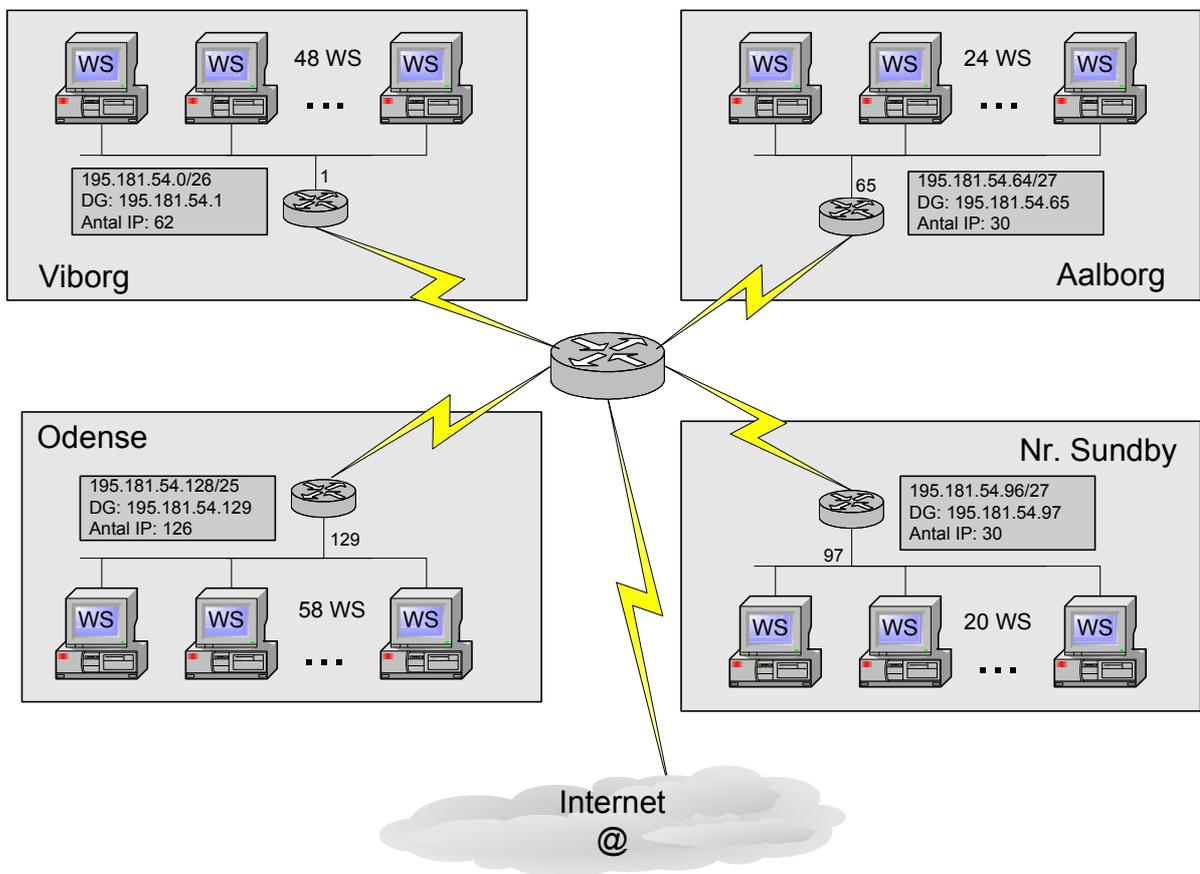 WS WS 48 WS WS
...
1
195.181.54.0/26
DG: 195.181.54.1
Antal IP: 62
Viborg
WS WS 24 WS WS
...
65
195.181.54.64/27
DG: 195.181.54.65
Antal IP: 30
Aalborg
Odense
195.181.54.128/25
DG: 195.181.54.129
Antal IP: 126
129
WS WS 58 WS WS
...
Nr. Sundby
195.181.54.96/27
DG: 195.181.54.97
Antal IP: 30
97
WS WS 20 WS WS
...
Internet
@